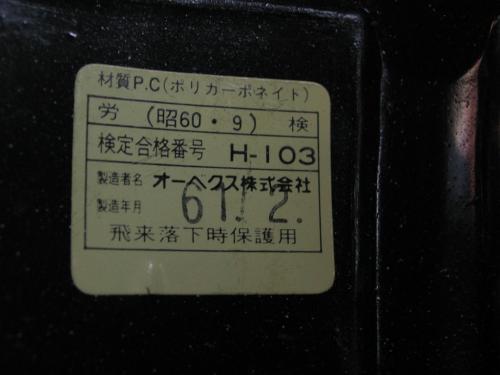 材質P.C(ポリカーボネイト)
労 (昭60・9) 検
検定合格番号 H-103
製造者名 オーヘクス株式会社
製造年月 61.2.
飛来落下時保護用